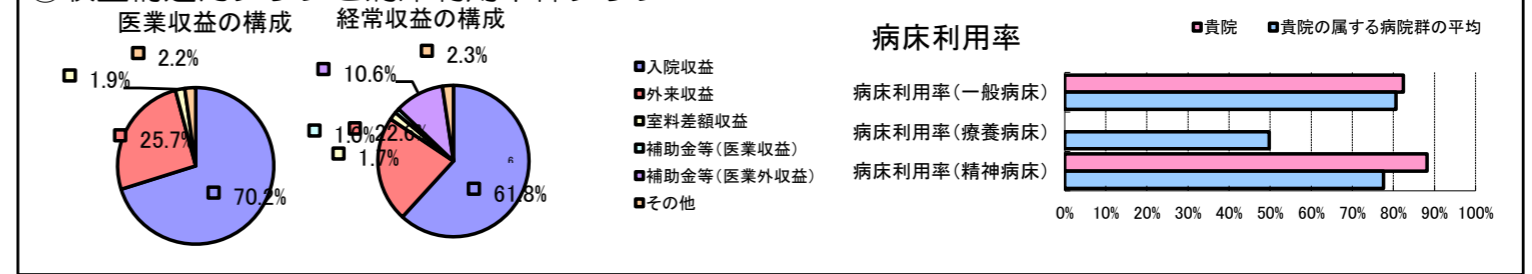 医業収益の構成
2.2%
1.9%
25.7%
70.2%
経常収益の構成
2.3%
10.6%
22.6%
1.7%
61.8%
入院収益
外来収益
室料差額収益
補助金等(医業収益)
補助金等(医業外収益)
その他
病床利用率
貴院 貴院の属する病院群の平均
病床利用率(一般病床)
病床利用率(療養病床)
病床利用率(精神病床)
0% 10% 20% 30% 40% 50% 60% 70% 80% 90% 100%